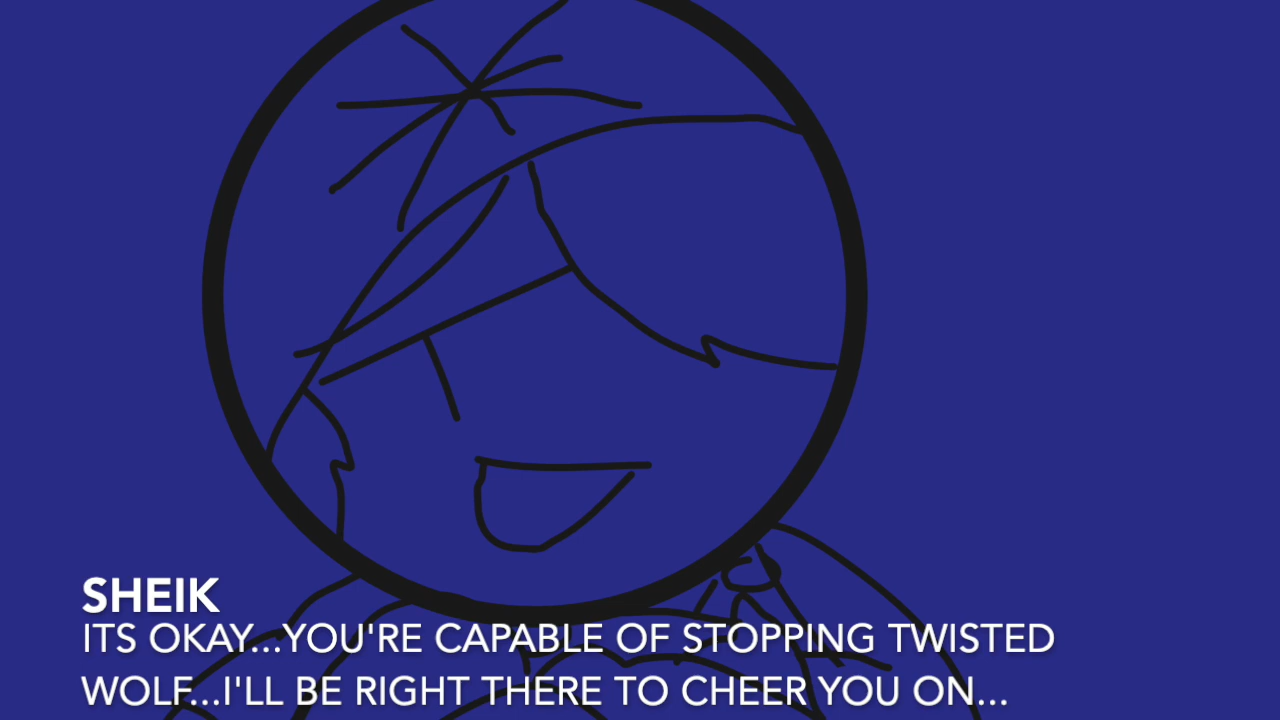 SHEIK
ITS OKAY...YOU'RE CAPABLE OF STOPPING TWISTED
WOLF...I'LL BE RIGHT THERE TO CHEER YOU ON...